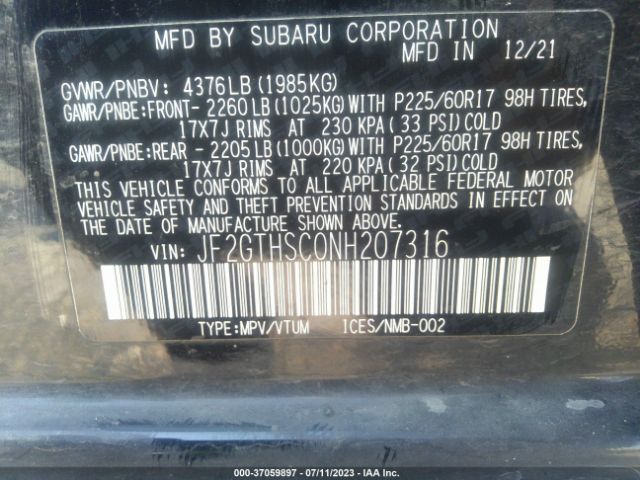 MFD BY SUBARU CORPORATION
MFD IN 12/21
GVWR/PNBV: 4376LB (1985KG)
GAWR/PNBE:FRONT- 2260LB (1025KG) WITH P225/60R17 98H TIRES,
17X7J RIMS AT 230 KPA (33 PSI) COLD
GAWR/PNBE:REAR - 2205LB (1000KG) WITH P225/60R17 98H TIRES,
17X7J RIMS AT 220 KPA (32 PSI) COLD
THIS VEHICLE CONFORMS TO ALL APPLICABLE FEDERAL MOTOR
VEHICLE SAFETY AND THEFT PREVENTION STANDARDS IN EFFECT ON
THE DATE OF MANUFACTURE SHOWN ABOVE.
VIN: JF2GTHSC0NH207316
TYPE:MPV/VTUM ICES/NMB-002
000-37059897 - 07/11/2023 - IAA Inc.